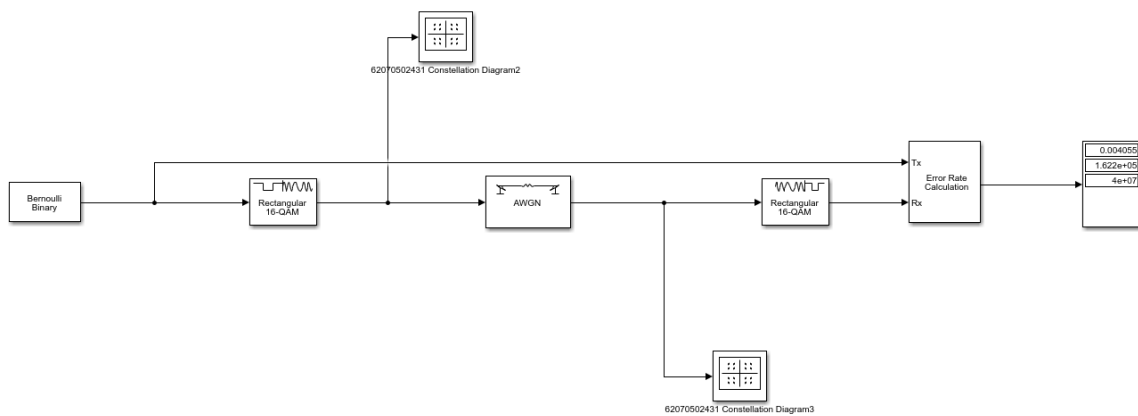 62070502431 Constellation Diagram2
Bernoulli
Binary
Rectangular
16-QAM
AWGN
Rectangular
16-QAM
Tx
Error Rate
Calculation
Rx
0.004055
1.622e+05
4e+07
62070502431 Constellation Diagram3